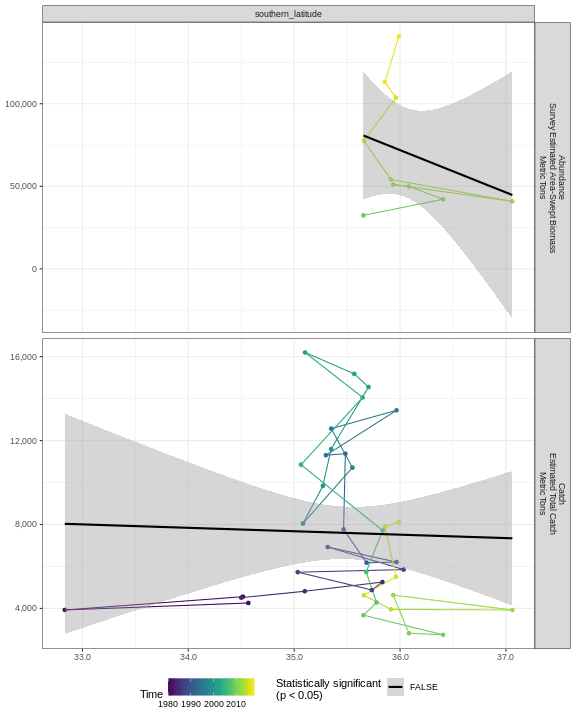 southern_latitude
100,000
50,000
0
Abundance
Survey Estimated Area-Swept Biomass
Metric Tons
16,000
12,000
8,000
4,000
Catch
Estimated Total Catch
Metric Tons
33.0 34.0 35.0 36.0 37.0
Time
1980 1990 2000 2010
Statistically significant
(p < 0.05)
FALSE